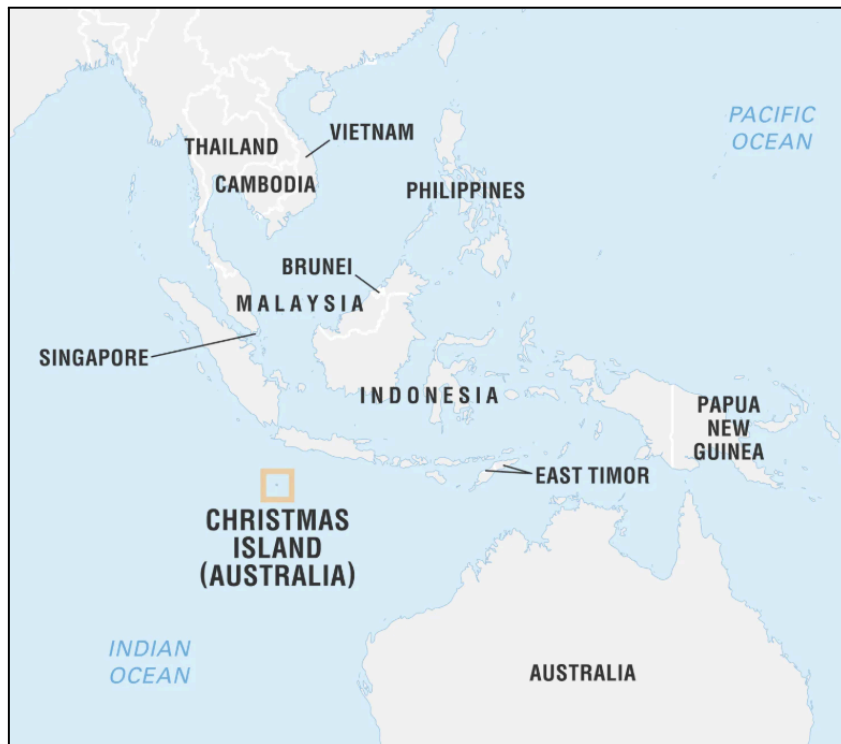 PACIFIC
OCEAN
VIETNAM
THAILAND
CAMBODIA
PHILIPPINES
BRUNEI
MALAYSIA
SINGAPORE
INDONESIA
PAPUA
NEW
GUINEA
EAST TIMOR
CHRISTMAS
ISLAND
(AUSTRALIA)
INDIAN
OCEAN
AUSTRALIA